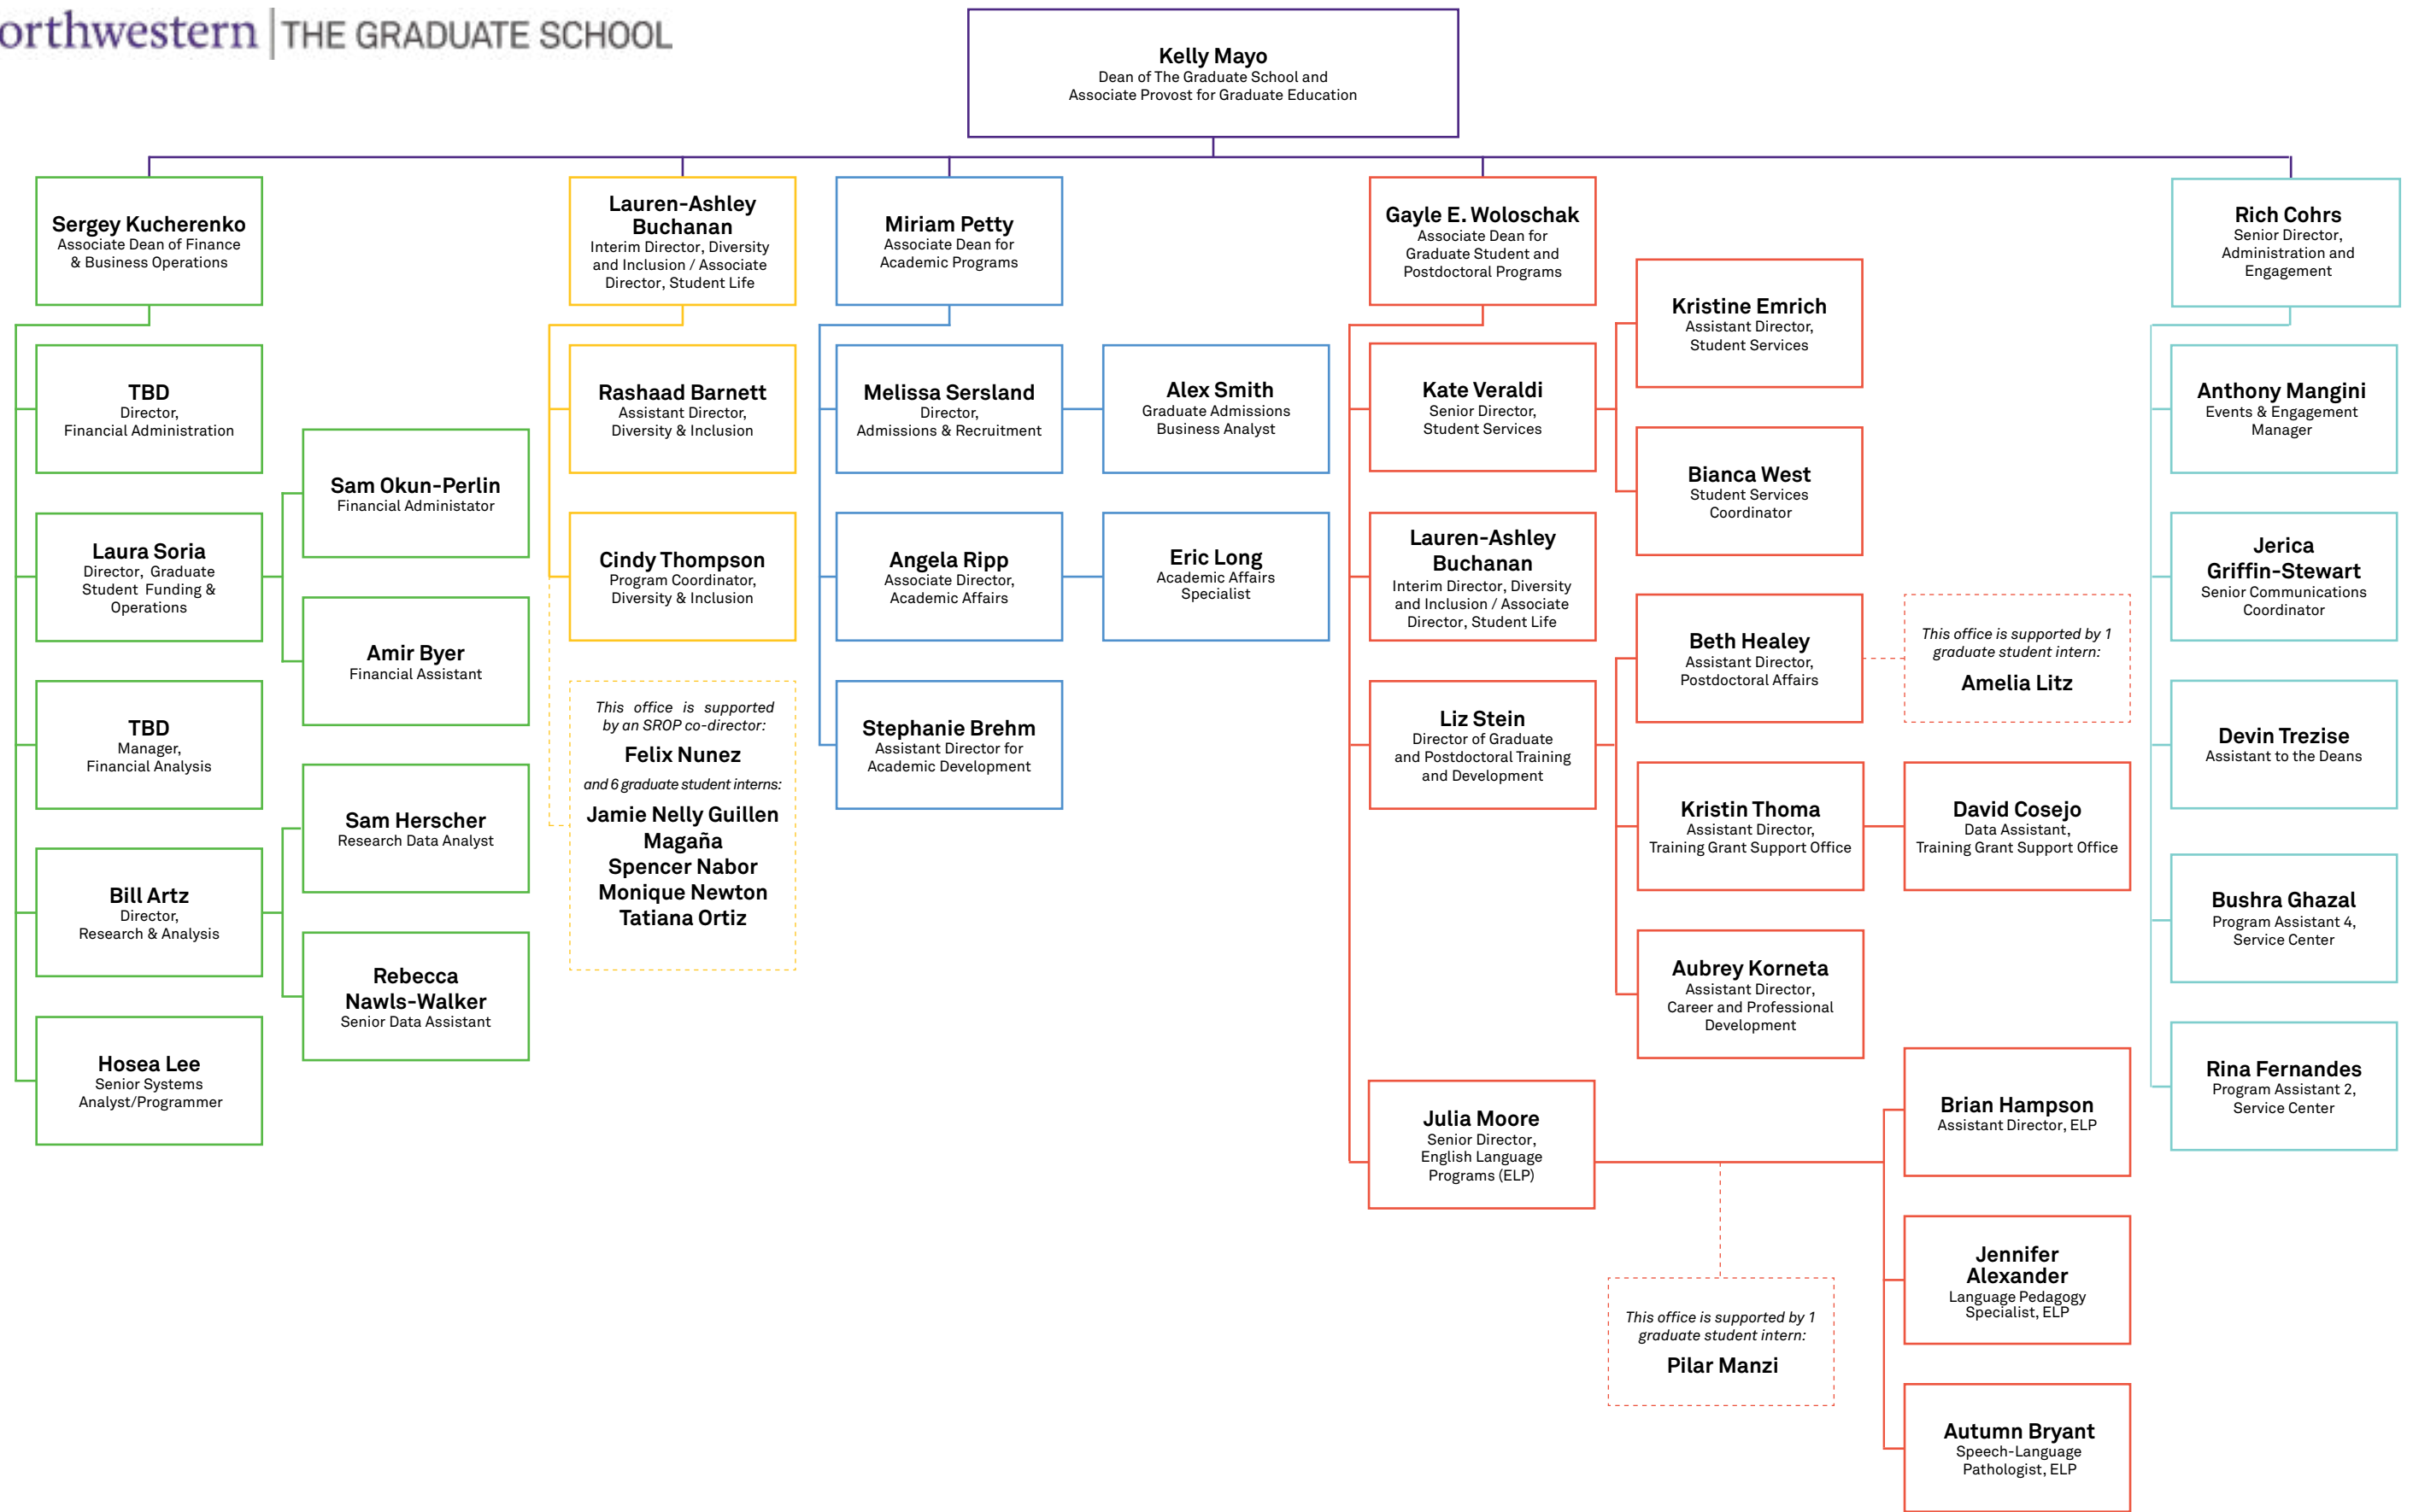 orthwestern | THE GRADUATE SCHOOL
Kelly Mayo
Dean of The Graduate School and
Associate Provost for Graduate Education
Sergey Kucherenko
Associate Dean of Finance
& Business Operations
TBD
Director,
Financial Administration
Laura Soria
Director, Graduate
Student Funding &
Operations
Sam Okun-Perlin
Financial Administator
Amir Byer
Financial Assistant
TBD
Manager,
Financial Analysis
Bill Artz
Director,
Research & Analysis
Sam Herscher
Research Data Analyst
Rebecca
Nawls-Walker
Senior Data Assistant
Hosea Lee
Senior Systems
Analyst/Programmer
Lauren-Ashley
Buchanan
Interim Director, Diversity
and Inclusion / Associate
Director, Student Life
Rashaad Barnett
Assistant Director,
Diversity & Inclusion
Cindy Thompson
Program Coordinator,
Diversity & Inclusion
This office is supported
by an SROP co-director:
Felix Nunez
and 6 graduate student interns:
Jamie Nelly Guillen
Magaña
Spencer Nabor
Monique Newton
Tatiana Ortiz
Miriam Petty
Associate Dean for
Academic Programs
Melissa Sersland
Director,
Admissions & Recruitment
Alex Smith
Graduate Admissions
Business Analyst
Angela Ripp
Associate Director,
Academic Affairs
Eric Long
Academic Affairs
Specialist
Stephanie Brehm
Assistant Director for
Academic Development
Gayle E. Woloschak
Associate Dean for
Graduate Student and
Postdoctoral Programs
Kate Veraldi
Senior Director,
Student Services
Kristine Emrich
Assistant Director,
Student Services
Bianca West
Student Services
Coordinator
Lauren-Ashley
Buchanan
Interim Director, Diversity
and Inclusion / Associate
Director, Student Life
Liz Stein
Director of Graduate
and Postdoctoral Training
and Development
Beth Healey
Assistant Director,
Postdoctoral Affairs
This office is supported by 1
graduate student intern:
Amelia Litz
Kristin Thoma
Assistant Director,
Training Grant Support Office
David Cosejo
Data Assistant,
Training Grant Support Office
Aubrey Korneta
Assistant Director,
Career and Professional
Development
Julia Moore
Senior Director,
English Language
Programs (ELP)
This office is supported by 1
graduate student intern:
Pilar Manzi
Brian Hampson
Assistant Director, ELP
Jennifer
Alexander
Language Pedagogy
Specialist, ELP
Autumn Bryant
Speech-Language
Pathologist, ELP
Rich Cohrs
Senior Director,
Administration and
Engagement
Anthony Mangini
Events & Engagement
Manager
Jerica
Griffin-Stewart
Senior Communications
Coordinator
Devin Trezise
Assistant to the Deans
Bushra Ghazal
Program Assistant 4,
Service Center
Rina Fernandes
Program Assistant 2,
Service Center